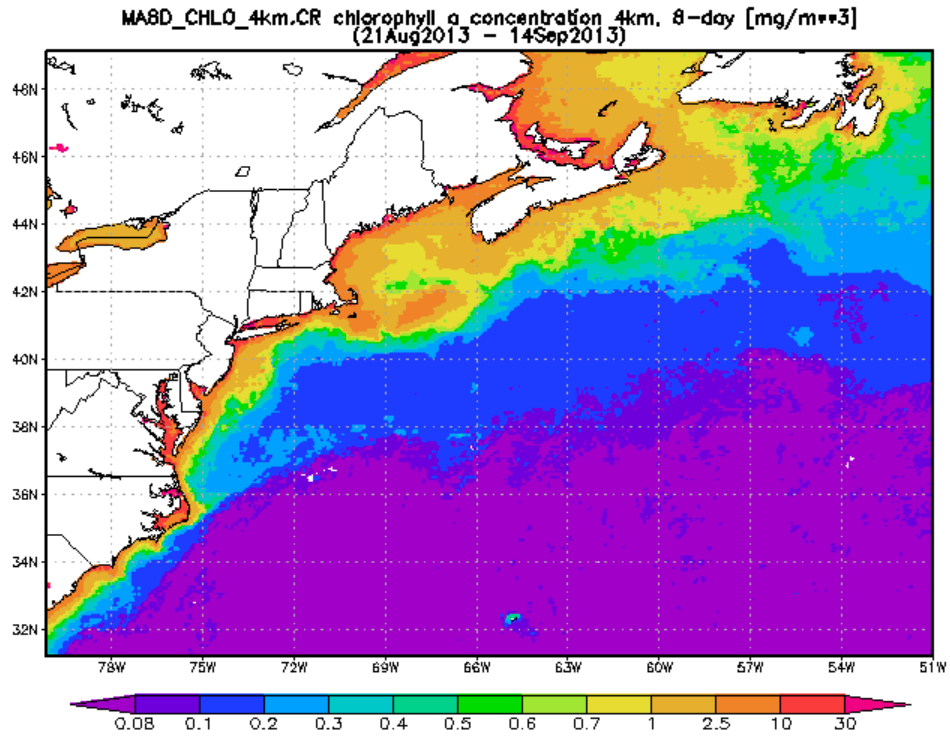 MA8D_CHLO_4km.CR chlorophyll a concentration 4km, 8-day [mg/m**3]
(21Aug2013 - 14Sep2013)
48N
46N
44N
42N
40N
38N
36N
34N
32N
78W 75W 72W 69W 66W 63W 60W 57W 54W 51W
0.08 0.1 0.2 0.3 0.4 0.5 0.6 0.7 1 2.5 10 30